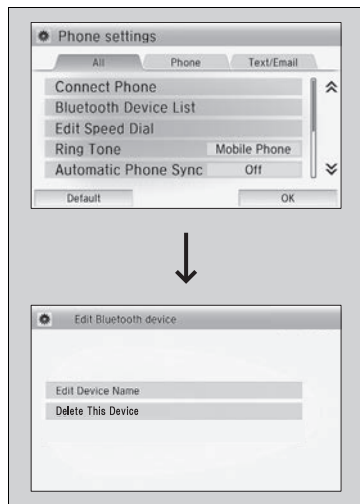 Phone settings
All Phone Text/Email
Connect Phone
Bluetooth Device List
Edit Speed Dial
Ring Tone Mobile Phone
Automatic Phone Sync Off
Default OK
Edit Bluetooth device
Edit Device Name
Delete This Device